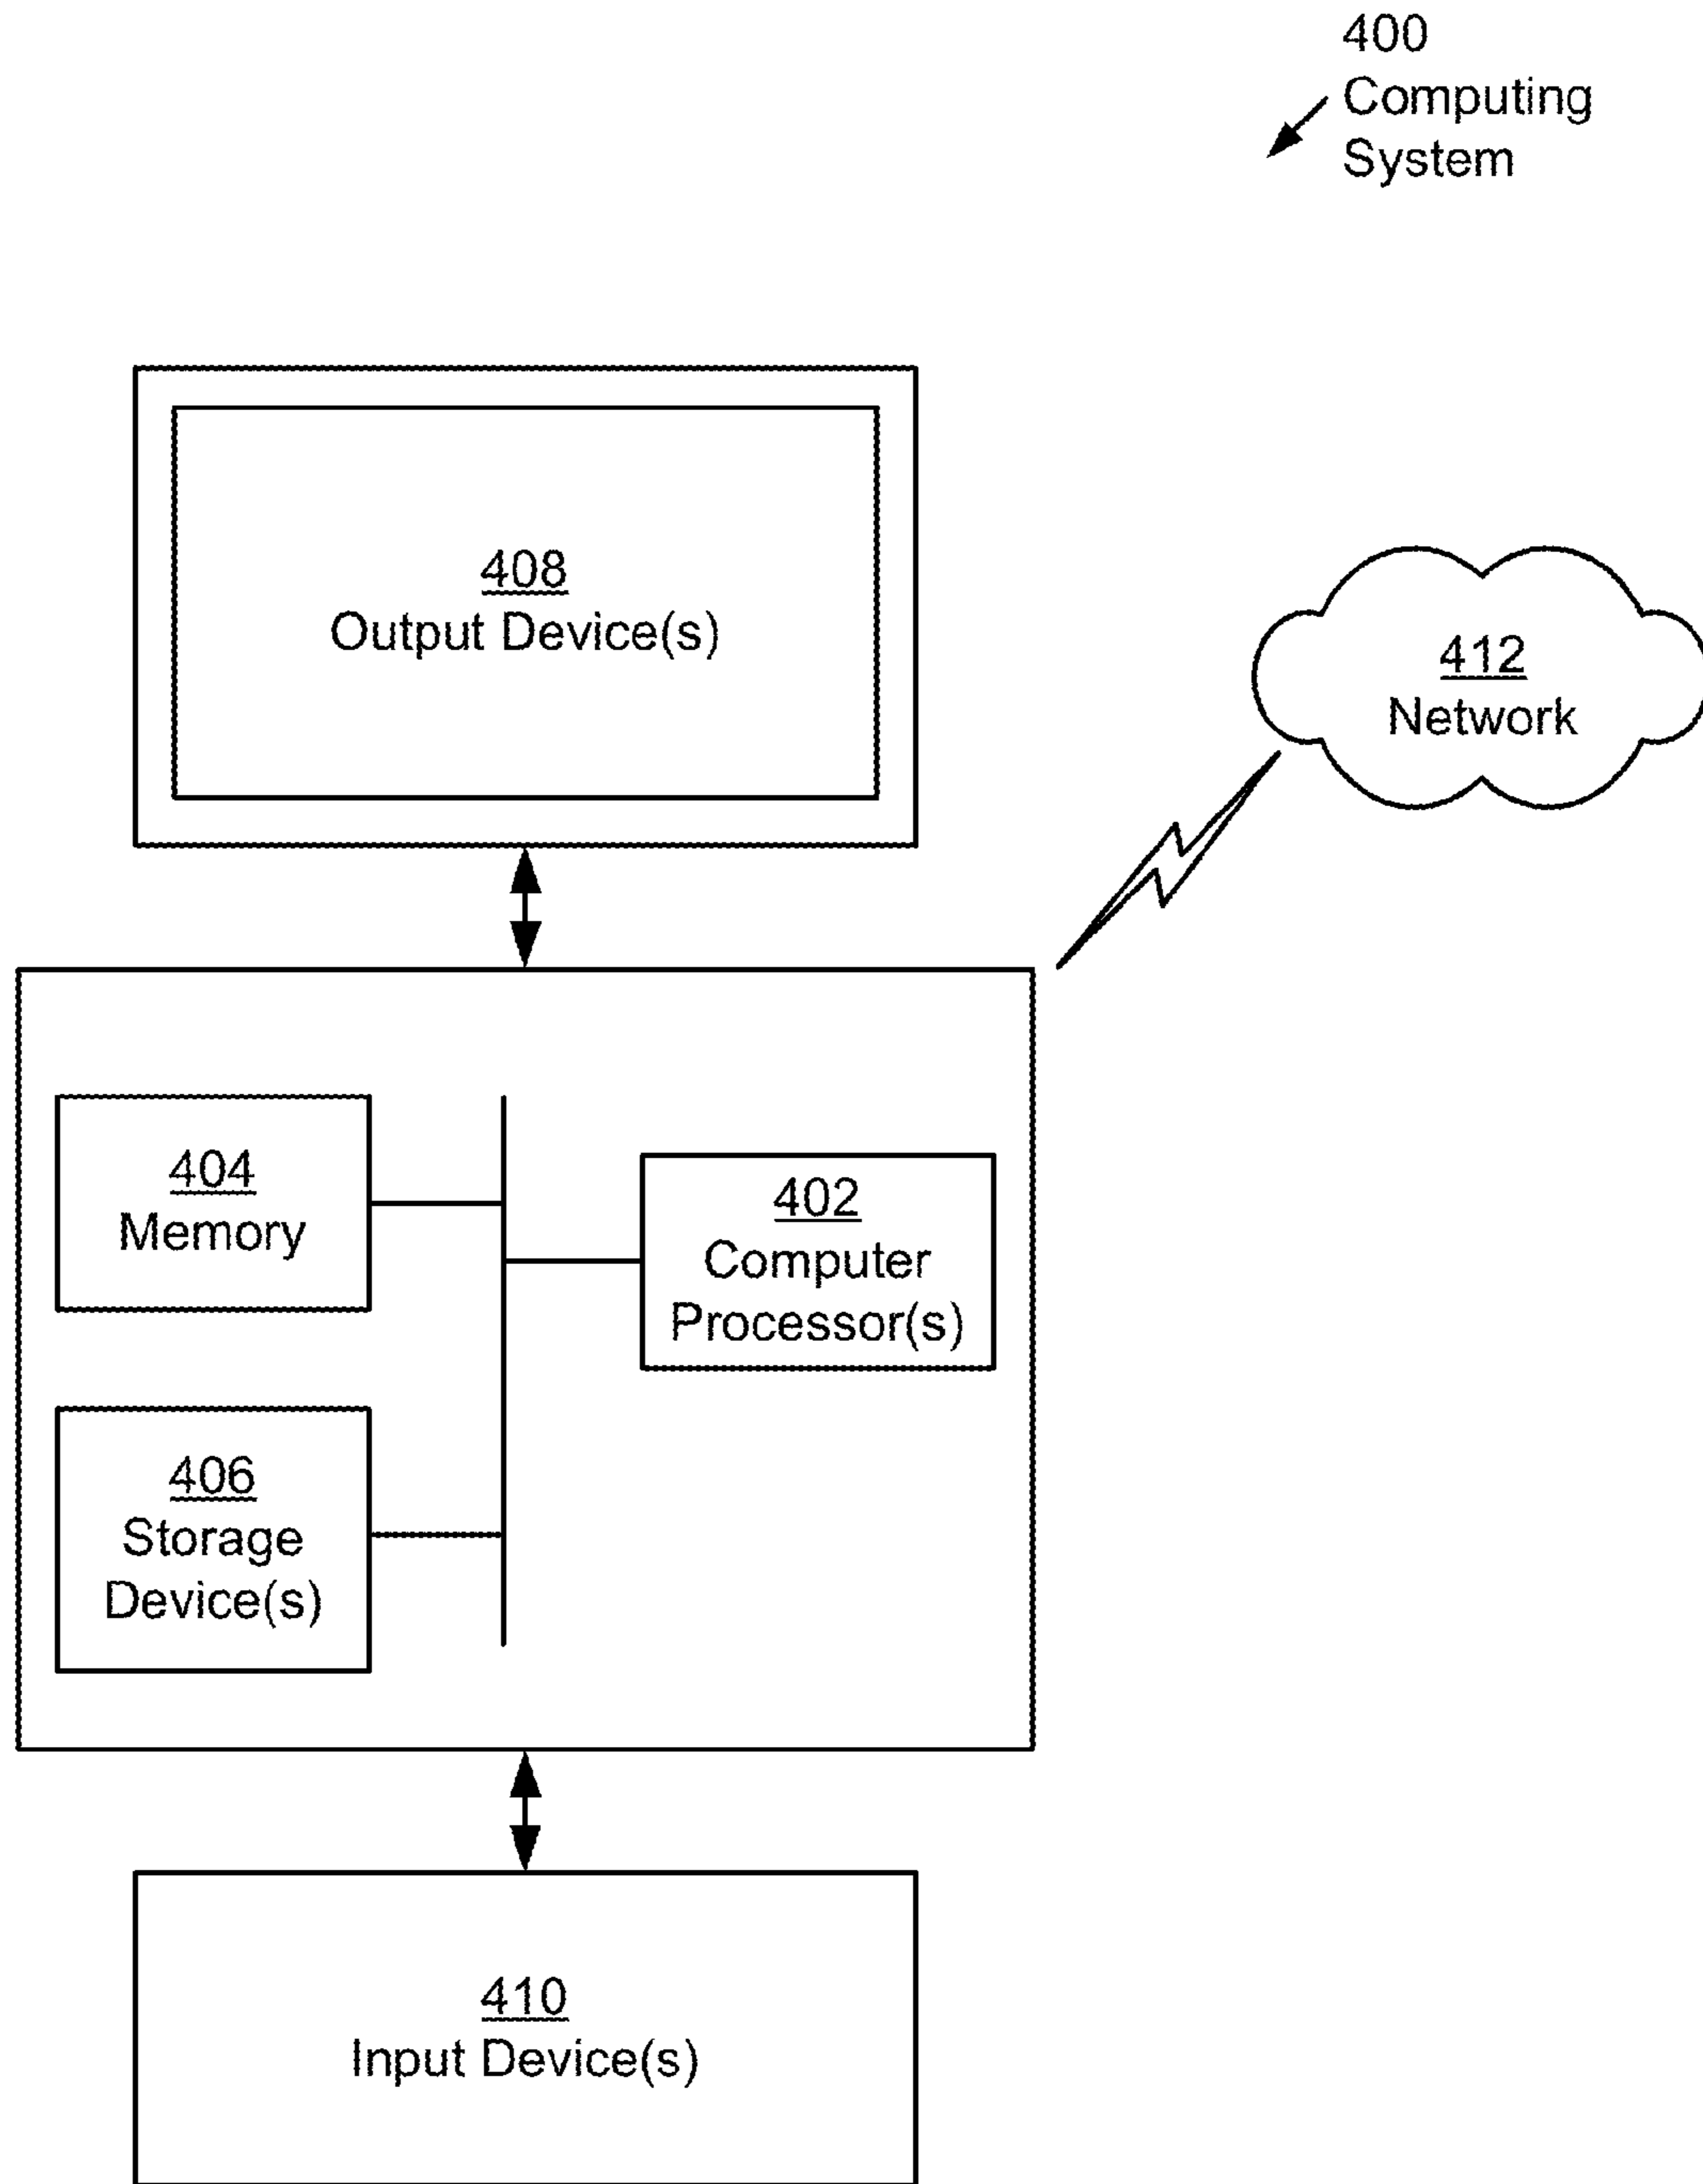 400
Computing
System
408
Output Device(s)
412
Network
404
Memory
402
Computer
Processor(s)
406
Storage
Device(s)
410
Input Device(s)